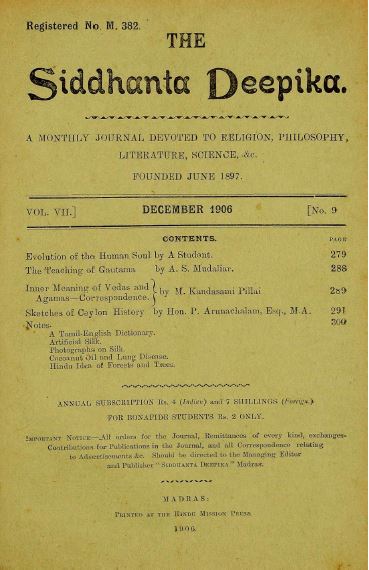 Registered No. M. 382.
THE
Siddhanta Deepika.
A MONTHLY JOURNAL DEVOTED TO RELIGION, PHILOSOPHY,
LITERATURE, SCIENCE, &c.
FOUNDED JUNE 1897.
VOL. VII.] DECEMBER 1906 [No. 9
CONTENTS. PAGE
Evolution of the Human Soul by A Student. 279
The Teaching of Gautama by A. S. Mudaliar. 288
Inner Meaning of Vedas and
Agamas—Correspondence. } by M. Kandasami Pillai 289
Sketches of Ceylon History by Hon. P. Arunachalam, Esq., M.A. 291
Notes- 300
A Tamil-English Dictionary.
Artificial Silk.
Photographs on Silk.
Cocoanut Oil and Lung Disease.
Hindu Idea of Forests and Trees.
ANNUAL SUBSCRIPTION Rs. 4 (Indian) and 7 SHILLINGS (Foreign.)
FOR BONAFIDE STUDENTS Rs. 2 ONLY.
IMPORTANT NOTICE—All orders for the Journal, Remittances of every kind, exchanges-
Contributions for Publications in the Journal, and all Correspondence relating
to Advertisements &c. Should be directed to the Managing Editor
and Publisher "SIDDHANTA DEEPIKA" Madras.
MADRAS:
PRINTED AT THE HINDU MISSION PRESS.
1906.